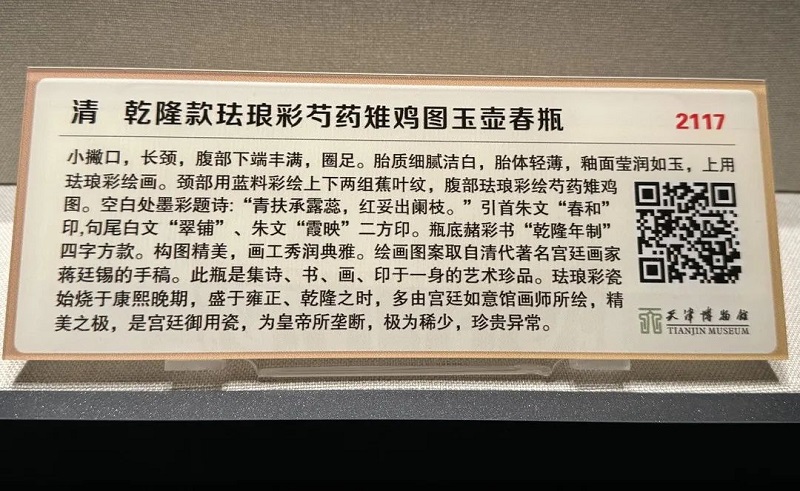 清 乾隆款珐琅彩芍药雉鸡图玉壶春瓶
2117
小撇口，长颈，腹部下端丰满，圈足。胎质细腻洁白，胎体轻薄，釉面莹润如玉，上用
珐琅彩绘画。颈部用蓝料彩绘上下两组蕉叶纹，腹部珐琅彩绘芍药雉鸡
图。空白处墨彩题诗：“青扶承露蕊，红妥出阑枝。”引首朱文“春和”
印,句尾白文“翠铺”、朱文“霞映”二方印。瓶底赭彩书“乾隆年制”
四字方款。构图精美，画工秀润典雅。绘画图案取自清代著名宫廷画家
蒋廷锡的手稿。此瓶是集诗、书、画、印于一身的艺术珍品。珐琅彩瓷
始烧于康熙晚期，盛于雍正、乾隆之时，多由宫廷如意馆画师所绘，精
美之极，是宫廷御用瓷，为皇帝所垄断，极为稀少，珍贵异常。
天津博物馆
TIANJIN MUSEUM